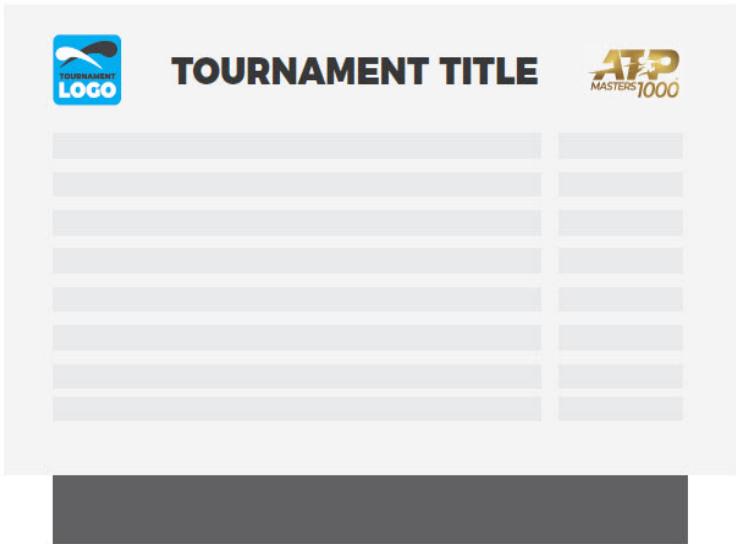 TOURNAMENT
LOGO
TOURNAMENT TITLE
ATP
MASTERS 1000